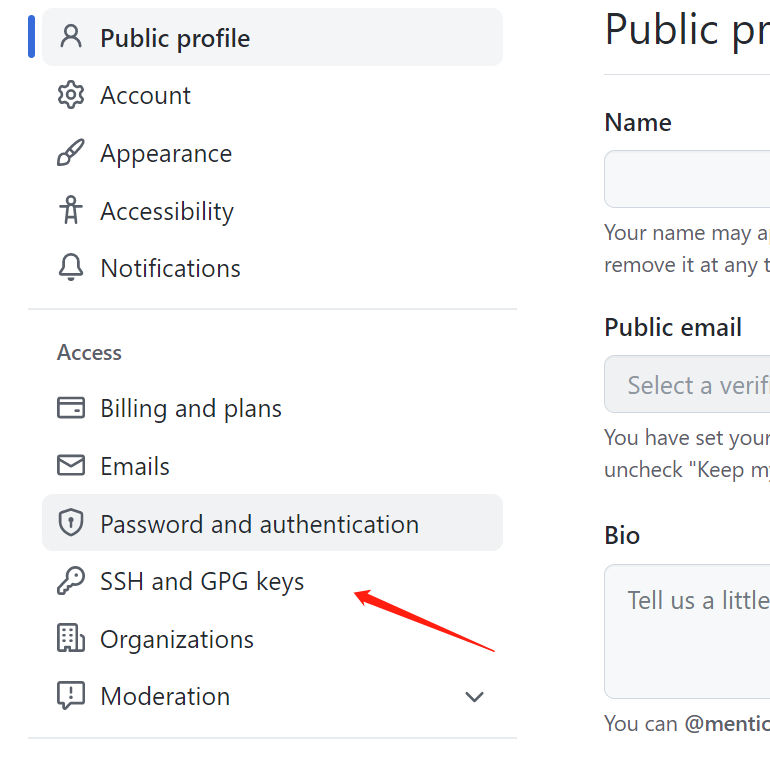 Public profile
Account
Appearance
Accessibility
Notifications
Access
Billing and plans
Emails
Password and authentication
SSH and GPG keys
Organizations
Moderation
Public pr
Name
Your name may a
remove it at any t
Public email
Select a verif
You have set your
uncheck "Keep my
Bio
Tell us a little
You can @mentio